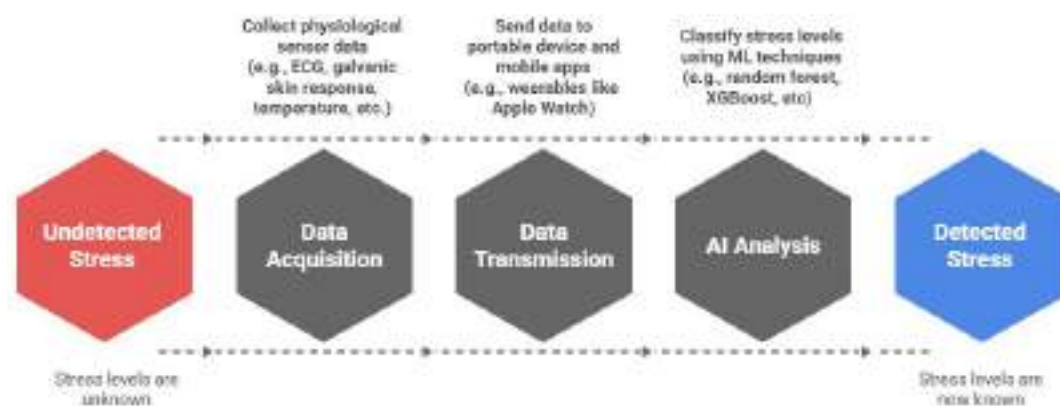 Collect physiological
sensor data
(e.g., ECG, galvanic
skin response,
temperature, etc.)
Send data to
portable device and
mobile apps
(e.g., wearables like
Apple Watch)
Classify stress levels
using ML techniques
(e.g., random forest,
XGBoost, etc)
Undetected
Stress
Data
Acquisition
Data
Transmission
AI Analysis
Detected
Stress
Stress levels are
unknown
Stress levels are
now known